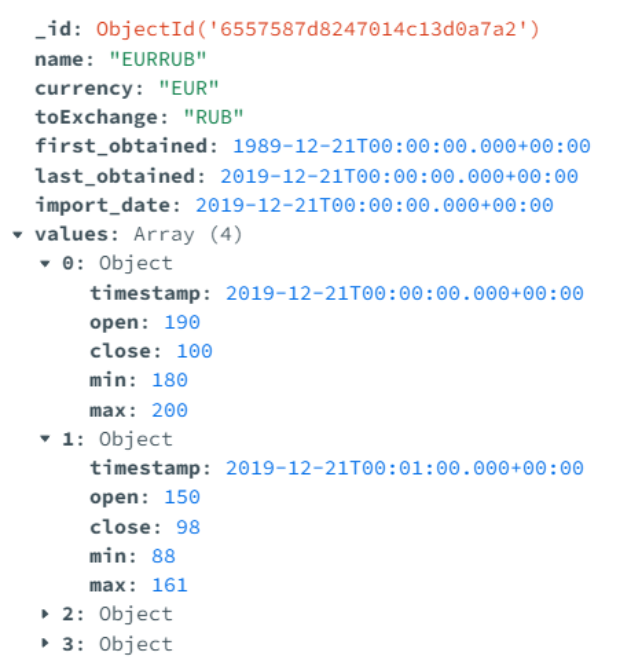 _id: ObjectId('6557587d8247014c13d0a7a2')
name: "EURRUB"
currency: "EUR"
toExchange: "RUB"
first_obtained: 1989-12-21T00:00:00.000+00:00
last_obtained: 2019-12-21T00:00:00.000+00:00
import_date: 2019-12-21T00:00:00.000+00:00
values: Array (4)
0: Object
timestamp: 2019-12-21T00:00:00.000+00:00
open: 190
close: 100
min: 180
max: 200
1: Object
timestamp: 2019-12-21T00:01:00.000+00:00
open: 150
close: 98
min: 88
max: 161
2: Object
3: Object